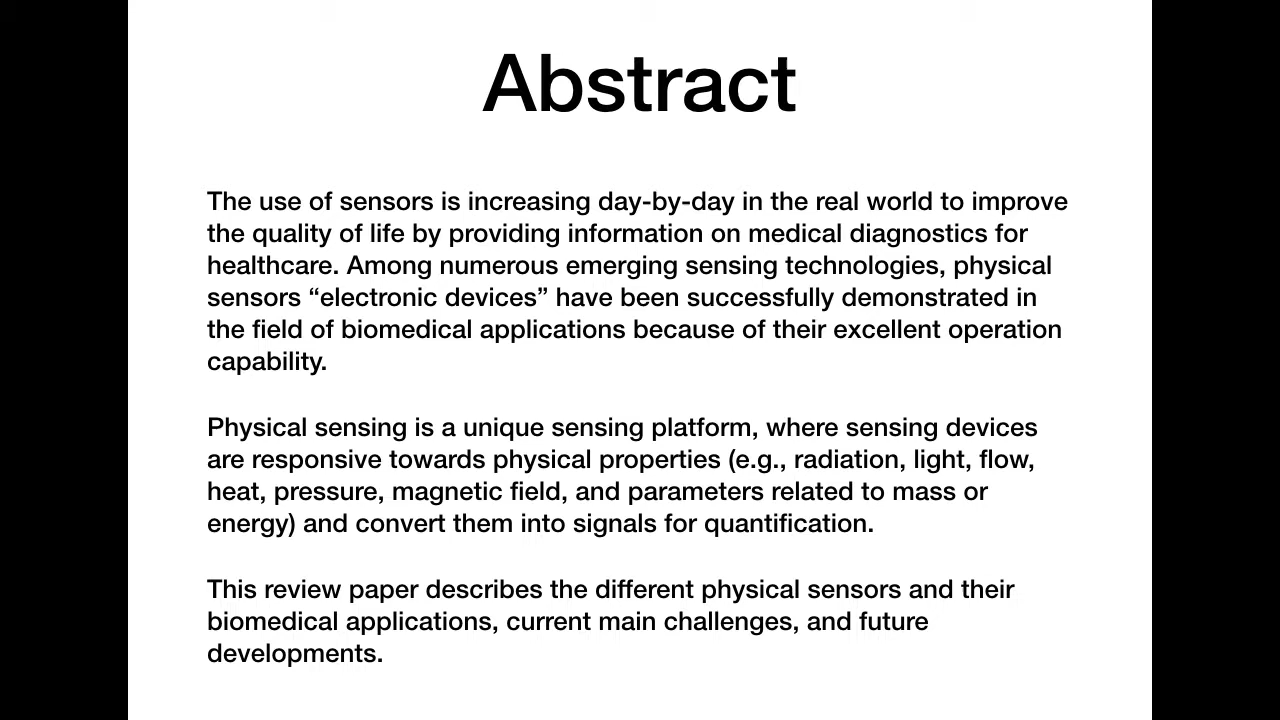 Abstract
The use of sensors is increasing day-by-day in the real world to improve
the quality of life by providing information on medical diagnostics for
healthcare. Among numerous emerging sensing technologies, physical
sensors “electronic devices” have been successfully demonstrated in
the field of biomedical applications because of their excellent operation
capability.
Physical sensing is a unique sensing platform, where sensing devices
are responsive towards physical properties (e.g., radiation, light, flow,
heat, pressure, magnetic field, and parameters related to mass or
energy) and convert them into signals for quantification.
This review paper describes the different physical sensors and their
biomedical applications, current main challenges, and future
developments.